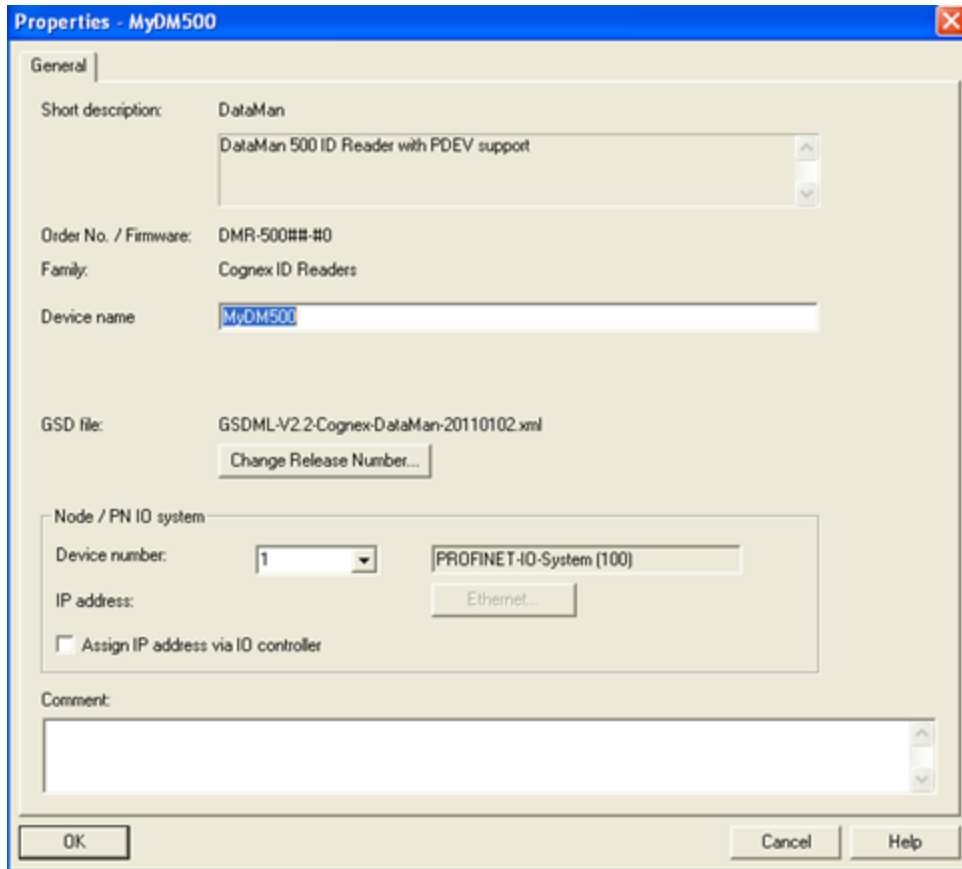 Properties - MyDM500
General
Short description: DataMan
DataMan 500 ID Reader with PDEV support
Order No. / Firmware: DMR-500##-#0
Family: Cognex ID Readers
Device name MyDM500
GSD file: GSDML-V2.2-Cognex-DataMan-20110102.xml
Change Release Number...
Node / PN IO system
Device number: 1 PROFINET-IO-System (100)
IP address: Ethernet...
Assign IP address via IO controller
Comment:
OK Cancel Help